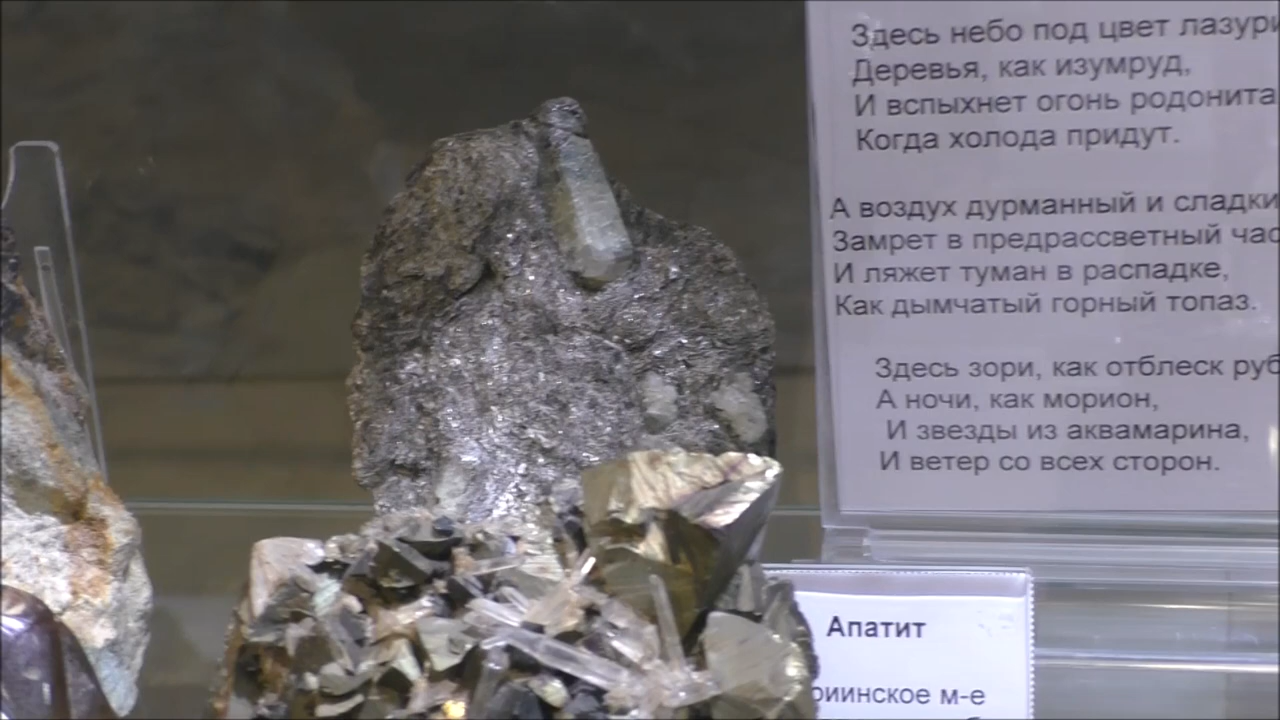 Здесь небо под цвет лазури
Деревья, как изумруд,
И вспыхнет огонь родонита
Когда холода придут.
А воздух дурманный и сладки
Замрет в предрассветный час
И ляжет туман в распадке,
Как дымчатый горный топаз.
Здесь зори, как отблеск руб
А ночи, как морион,
И звезды из аквамарина,
И ветер со всех сторон.
Апатит
риинское м-е